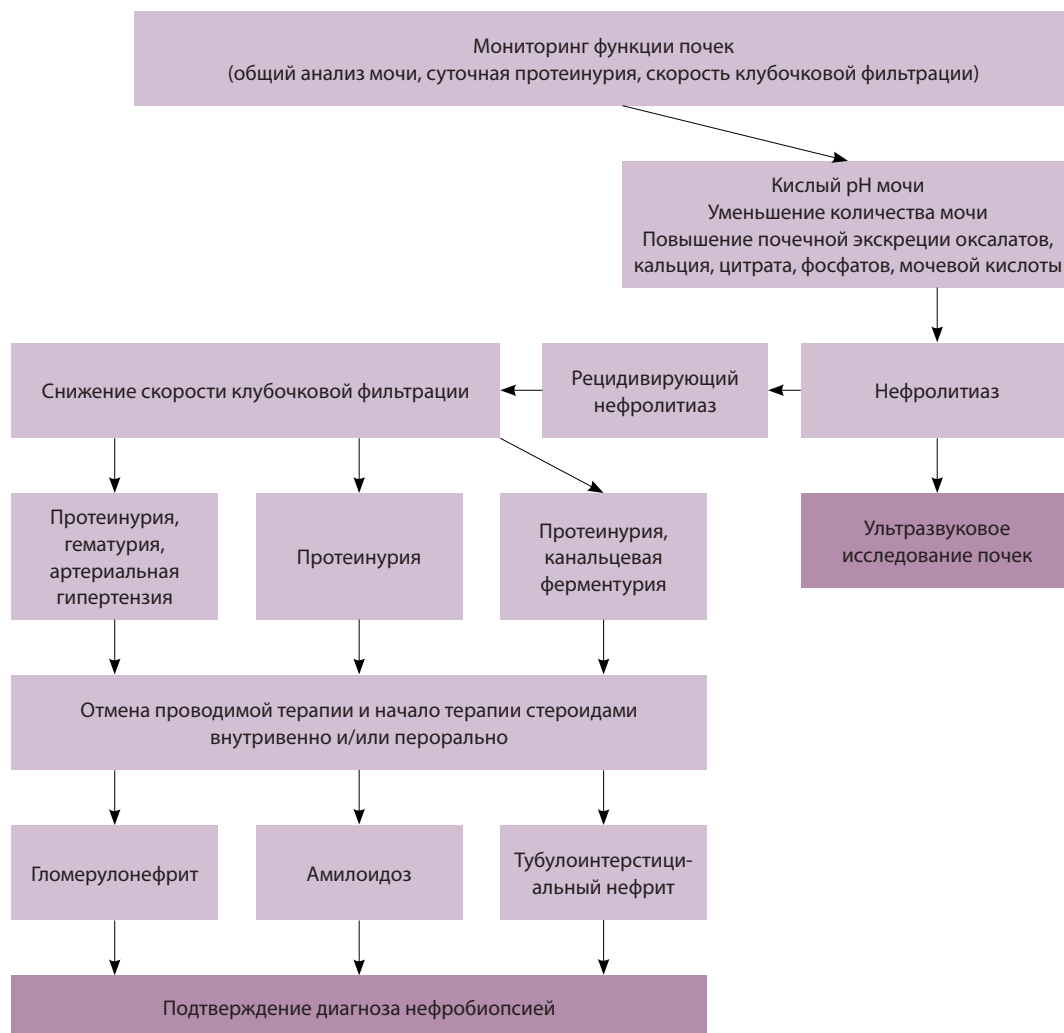 Мониторинг функции почек
(общий анализ мочи, суточная протеинурия, скорость клубочковой фильтрации)
Кислый pH мочи
Уменьшение количества мочи
Повышение почечной экскреции оксалатов,
кальция, цитрата, фосфатов, мочевой кислоты
Снижение скорости клубочковой фильтрации
Рецидивирующий
нефролитиаз
Нефролитиаз
Протеинурия,
гематурия,
артериальная
гипертензия
Протеинурия
Протеинурия,
канальцевая
ферментурия
Ультразвуковое
исследование почек
Отмена проводимой терапии и начало терапии стероидами
внутривенно и/или перорально
Гломерулонефрит
Амилоидоз
Тубулоинтерстици-
альный нефрит
Подтверждение диагноза нефробиопсией